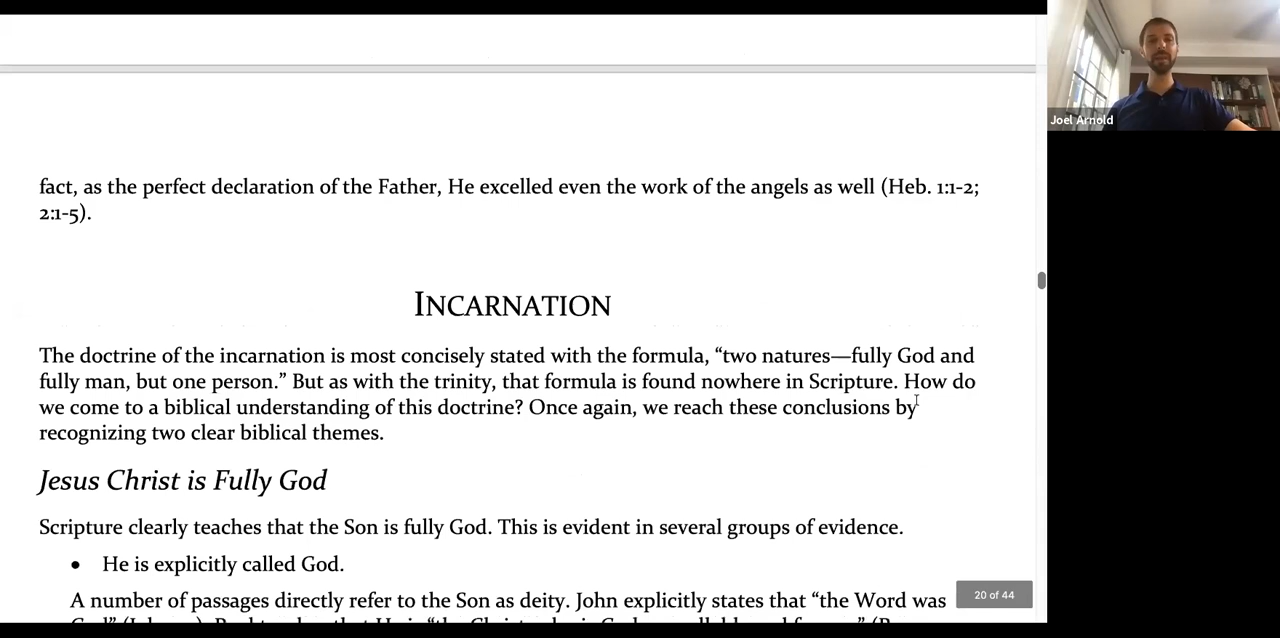 fact, as the perfect declaration of the Father, He excelled even the work of the angels as well (Heb. 1:1-2;
2:1-5).
INCARNATION
The doctrine of the incarnation is most concisely stated with the formula, “two natures—fully God and
fully man, but one person.” But as with the trinity, that formula is found nowhere in Scripture. How do
we come to a biblical understanding of this doctrine? Once again, we reach these conclusions by
recognizing two clear biblical themes.
Jesus Christ is Fully God
Scripture clearly teaches that the Son is fully God. This is evident in several groups of evidence.
• He is explicitly called God.
A number of passages directly refer to the Son as deity. John explicitly states that “the Word was
20 of 44
Joel Arnold